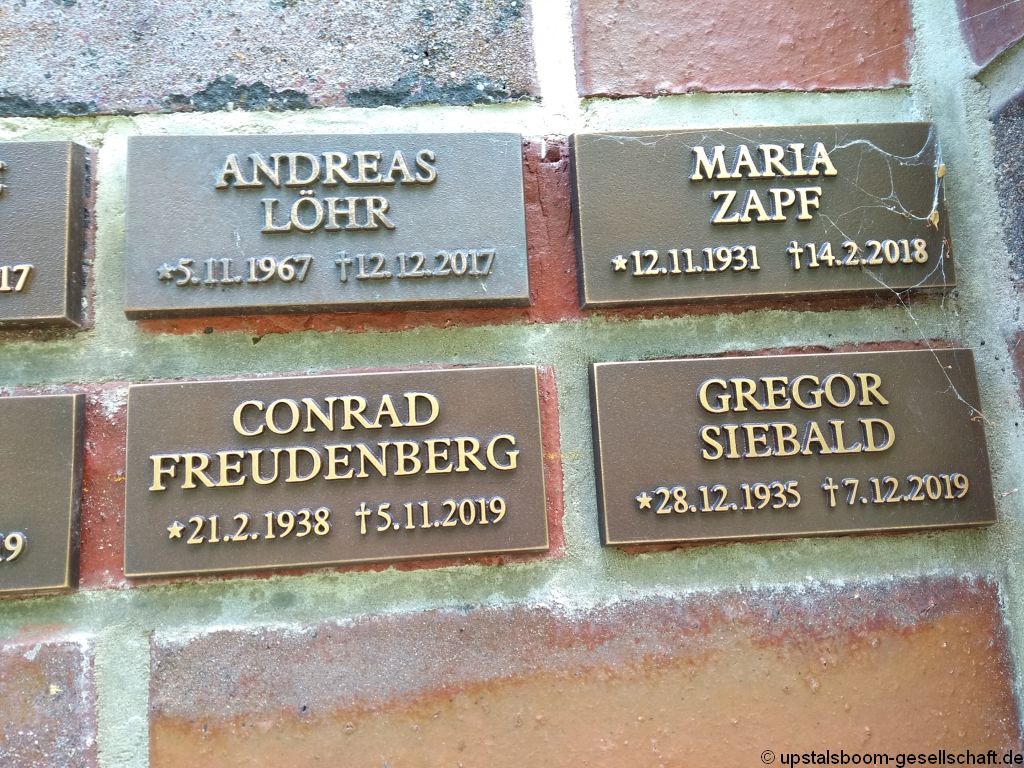 ANDREAS
LÖHR
*5.11.1967 †12.12.2017
MARIA
ZAPF
*12.11.1931 †14.2.2018
17
CONRAD
FREUDENBERG
*21.2.1938 †5.11.2019
GREGOR
SIEBALD
*28.12.1935 †7.12.2019
© upstalsboom-gesellschaft.de